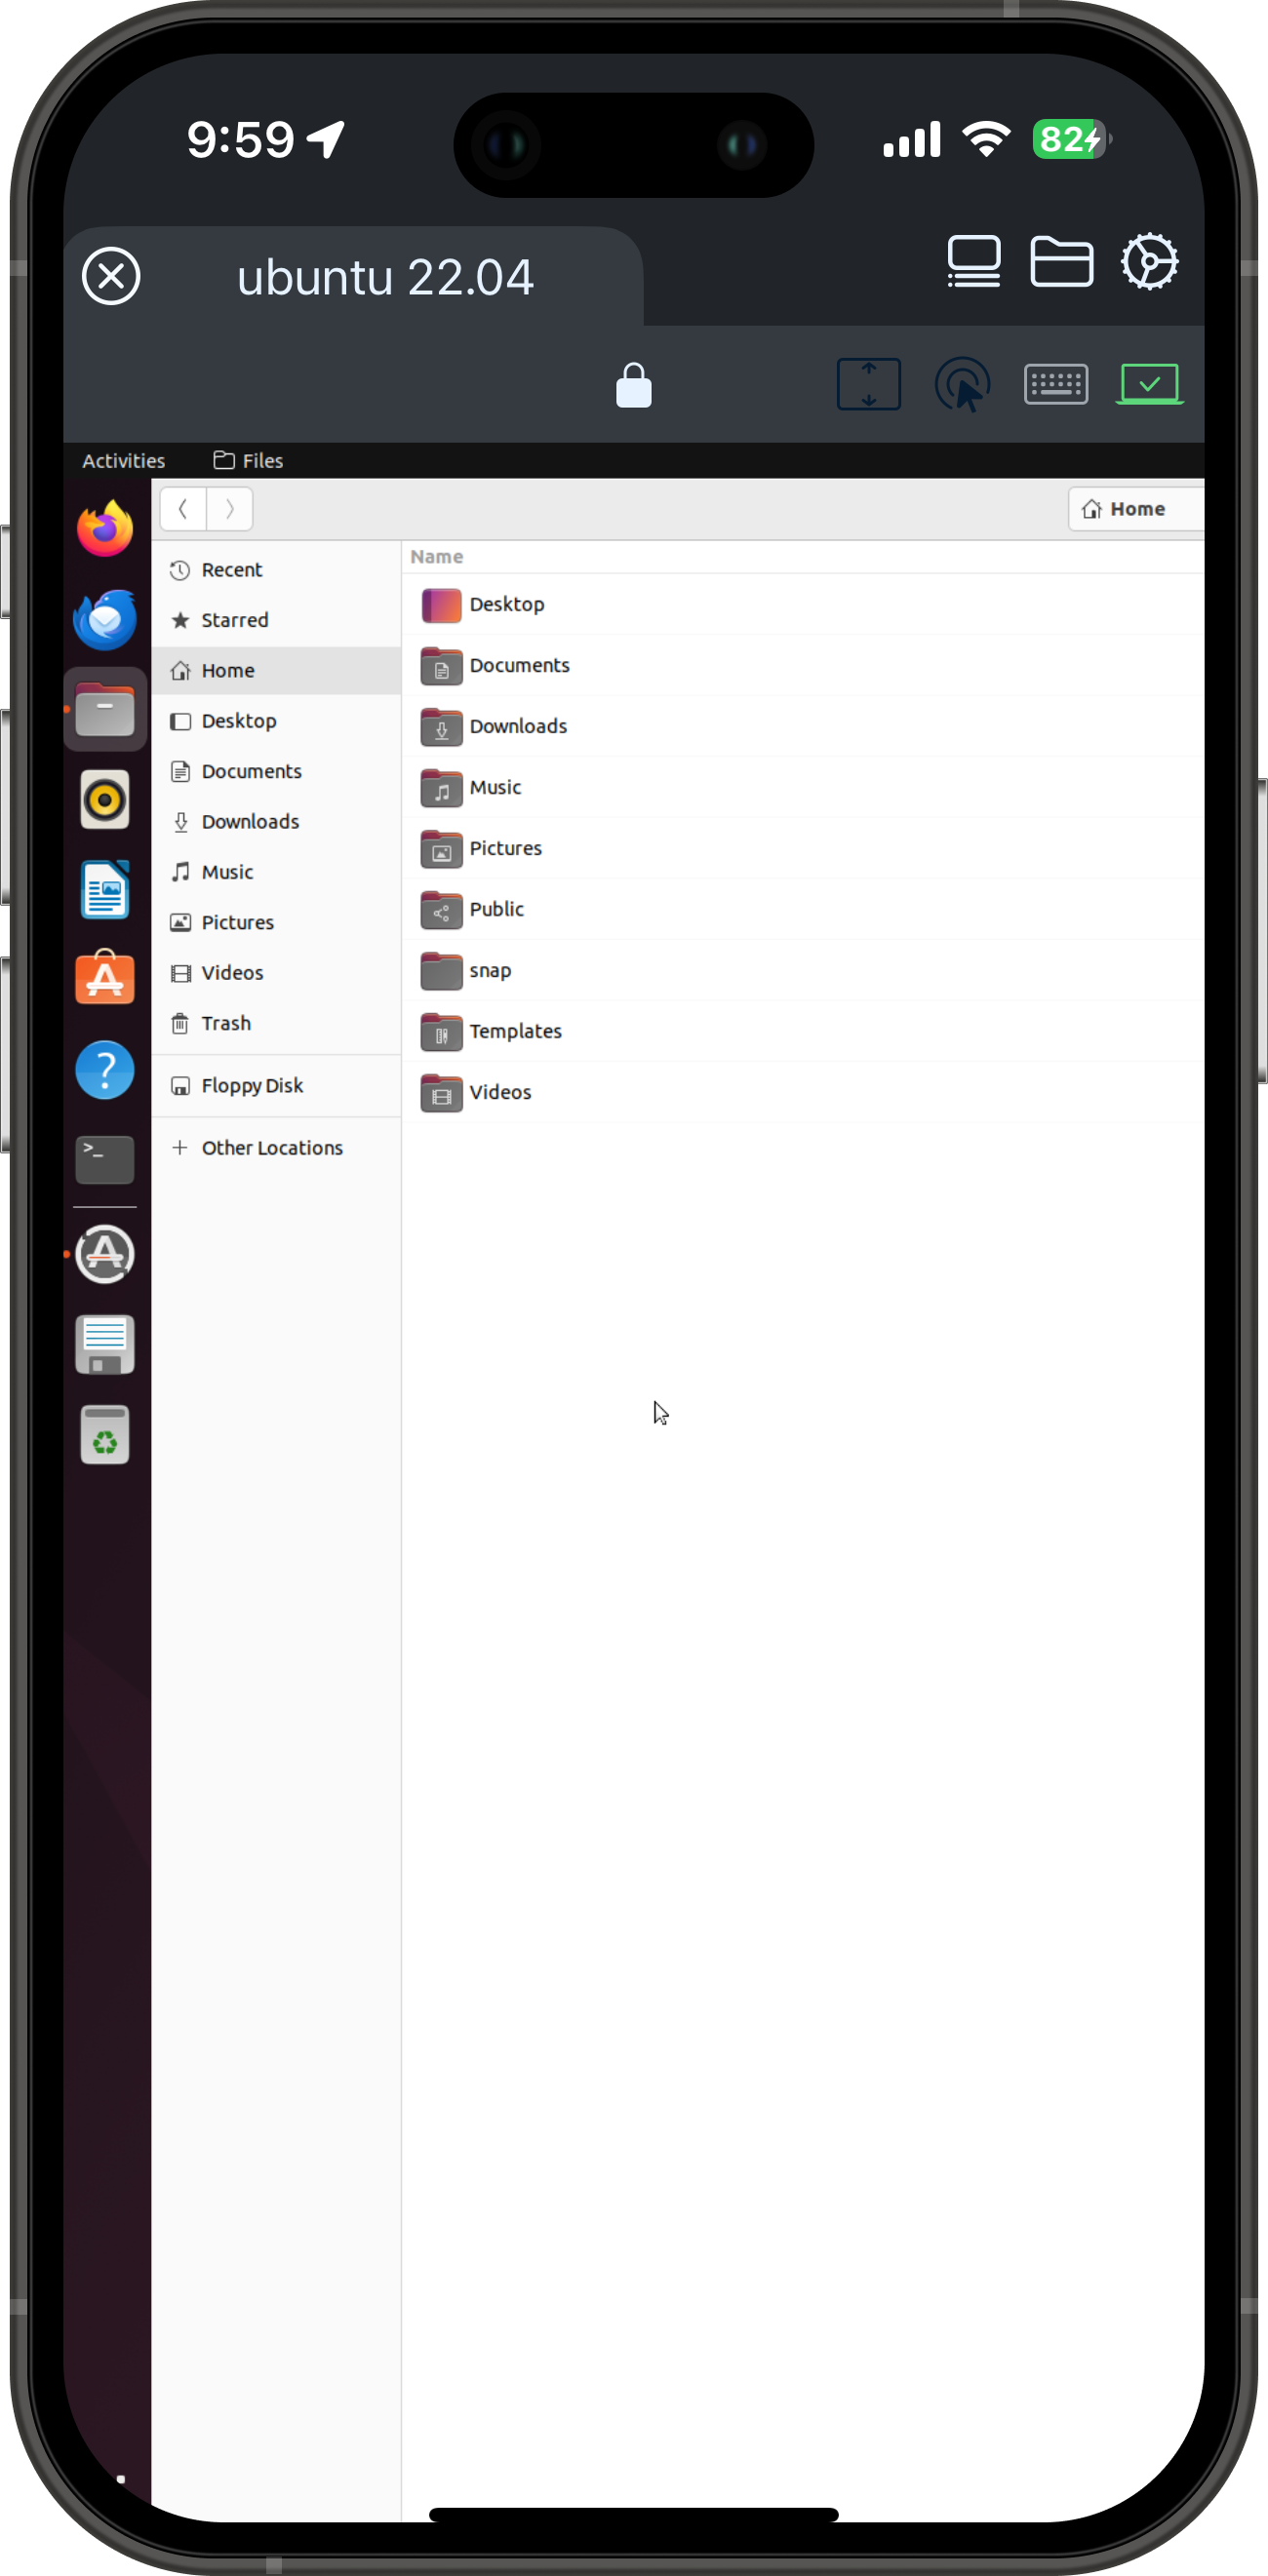 9:59
82
ubuntu 22.04
Activities
Files
Home
Recent
Starred
Home
Desktop
Documents
Downloads
Music
Pictures
Videos
Trash
Floppy Disk
Other Locations
Name
Desktop
Documents
Downloads
Music
Pictures
Public
snap
Templates
Videos